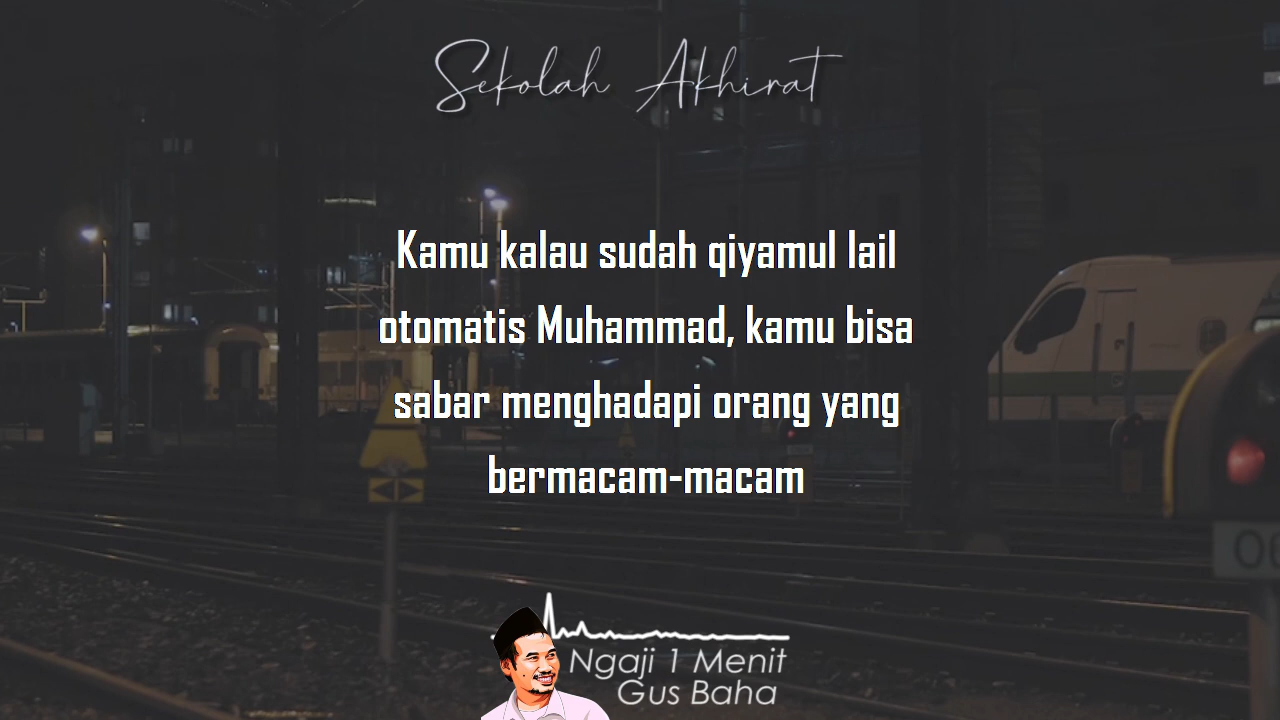 Sekolah Akhirat
Kamu kalau sudah qiyamul lail
otomatis Muhammad, kamu bisa
sabar menghadapi orang yang
bermacam-macam
Ngaji 1 Menit
Gus Baha